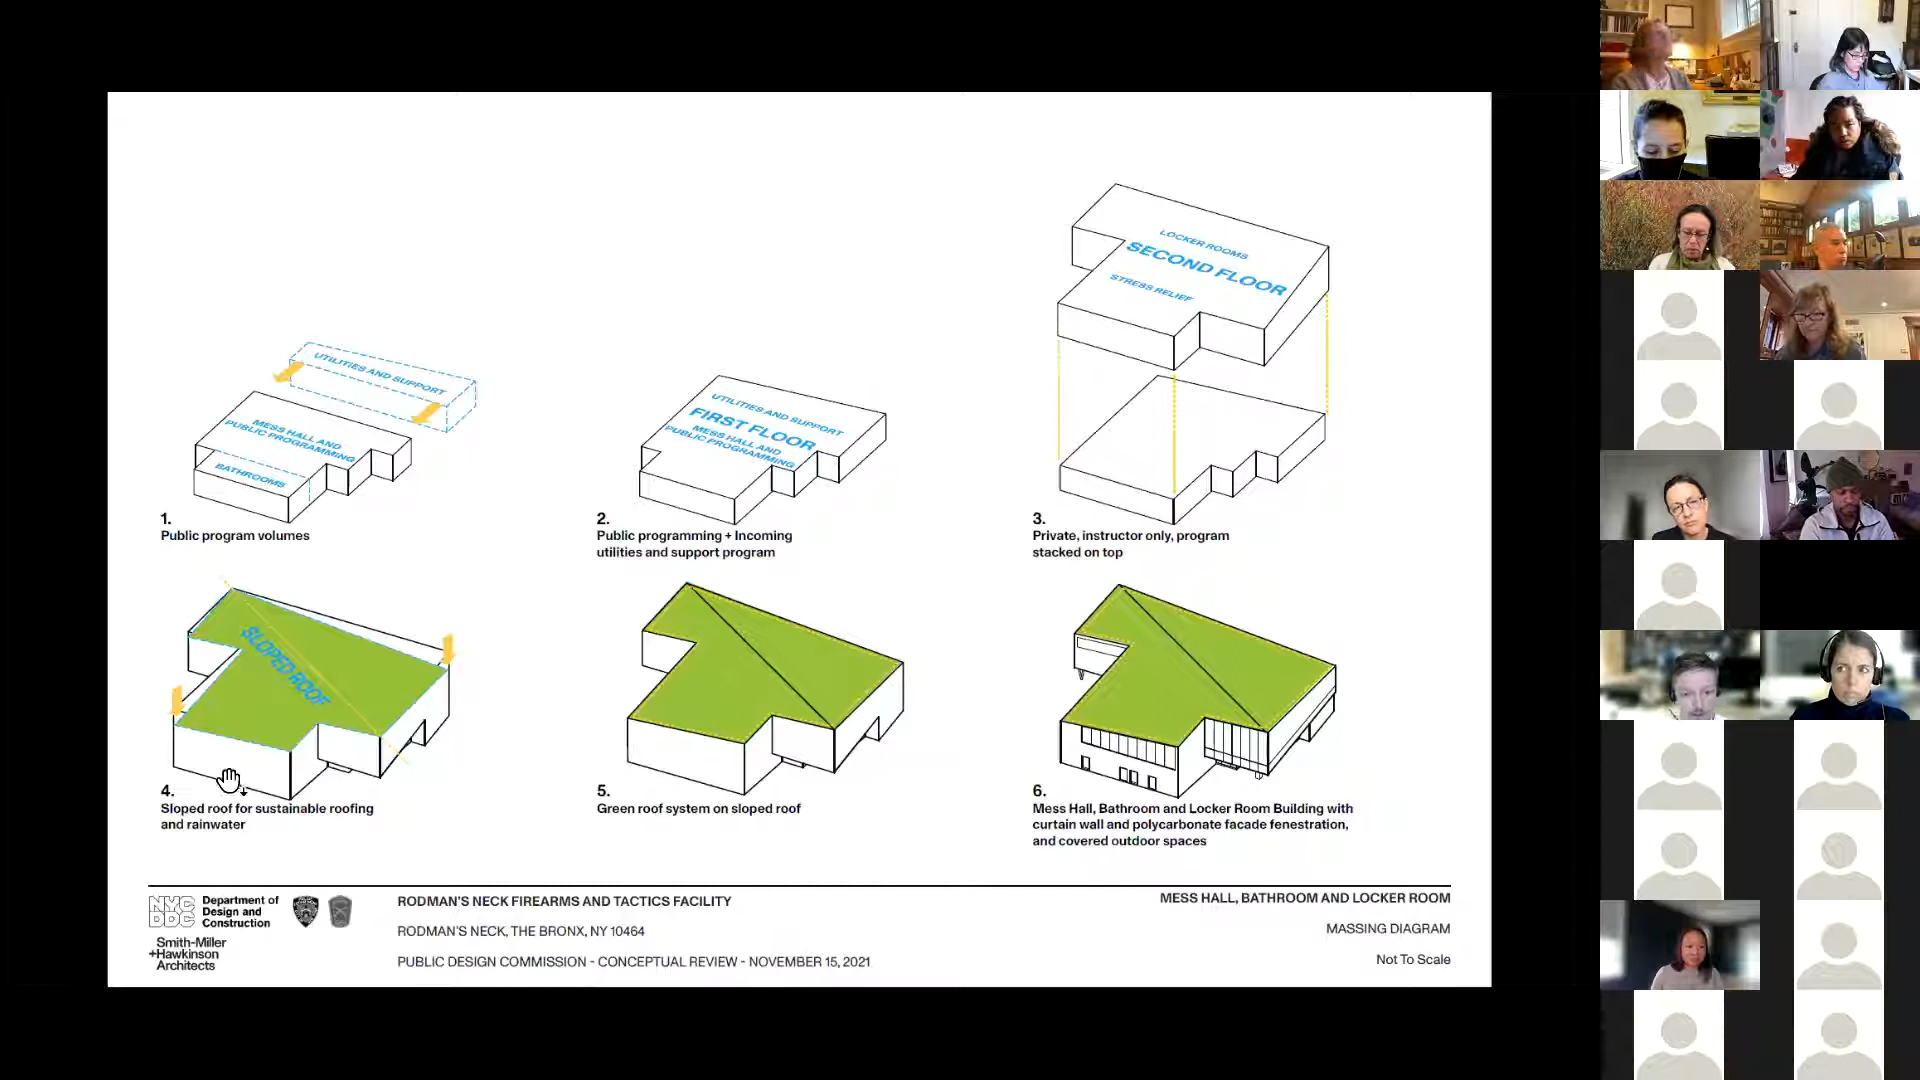 UTILITIES AND SUPPORT
MESS HALL AND
PUBLIC PROGRAMMING
BATHROOMS
1.
Public program volumes
UTILITIES AND SUPPORT
FIRST FLOOR
MESS HALL AND
PUBLIC PROGRAMMING
2.
Public programming + Incoming
utilities and support program
LOCKER ROOMS
SECOND FLOOR
STRESS RELIEF
3.
Private, instructor only, program
stacked on top
SLOPED ROOF
4.
Sloped roof for sustainable roofing
and rainwater
5.
Green roof system on sloped roof
6.
Mess Hall, Bathroom and Locker Room Building with
curtain wall and polycarbonate facade fenestration,
and covered outdoor spaces
NYC
DDC
Department of
Design and
Construction
Smith-Miller
+Hawkinson
Architects
RODMAN'S NECK FIREARMS AND TACTICS FACILITY
RODMAN'S NECK, THE BRONX, NY 10464
PUBLIC DESIGN COMMISSION - CONCEPTUAL REVIEW - NOVEMBER 15, 2021
MESS HALL, BATHROOM AND LOCKER ROOM
MASSING DIAGRAM
Not To Scale